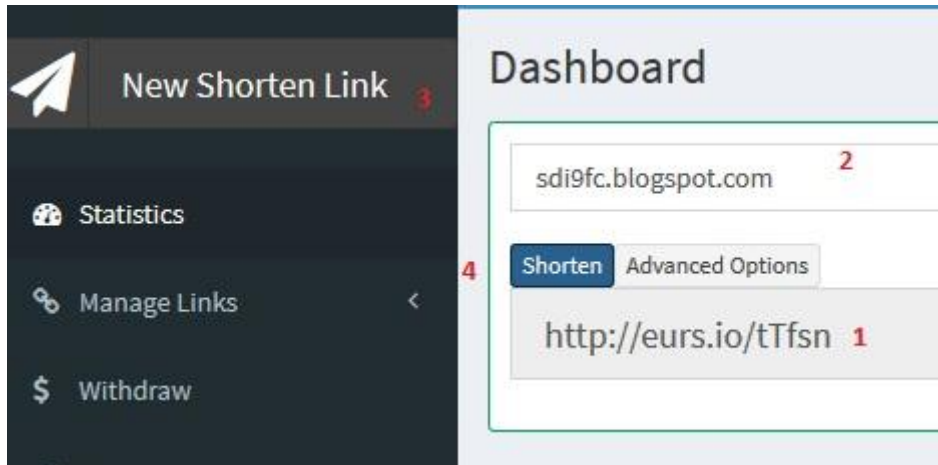 New Shorten Link 3
Statistics
Manage Links
Withdraw
Dashboard
sdi9fc.blogspot.com 2
4 Shorten Advanced Options
http://eurs.io/tTfsn 1